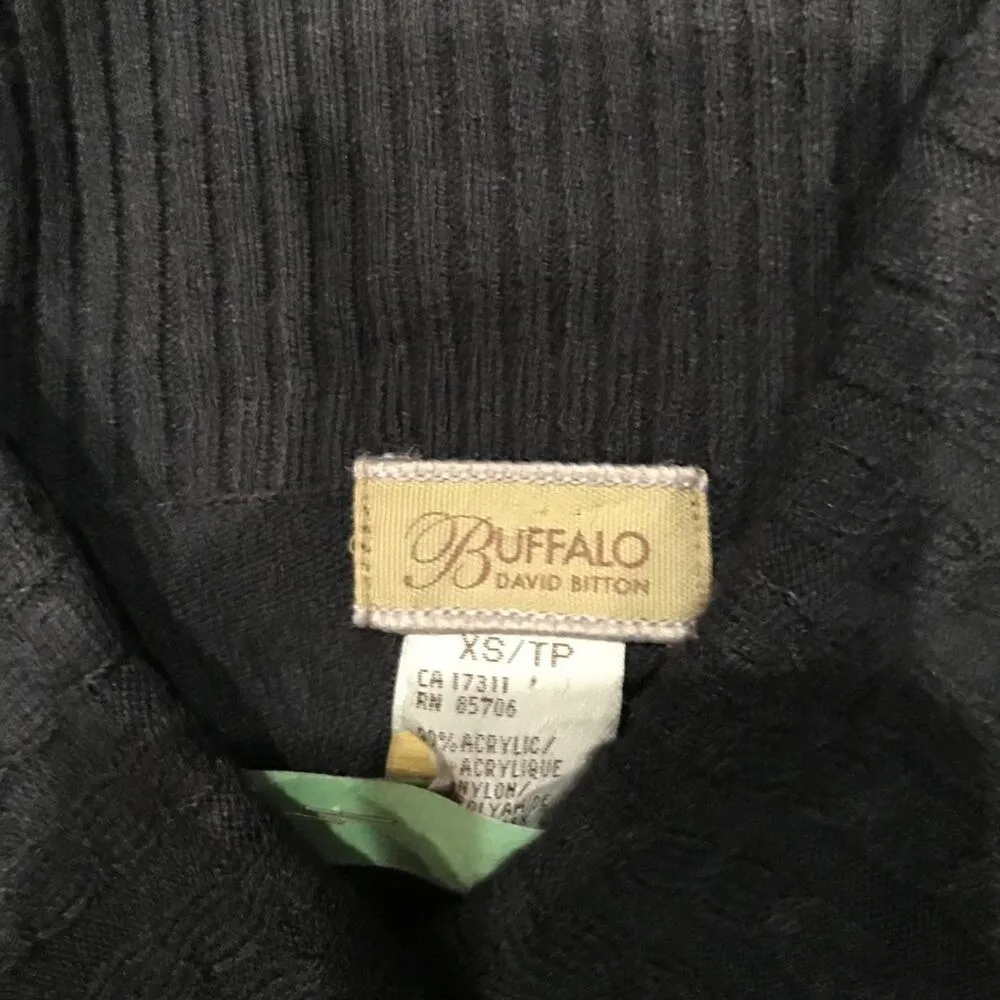 BUFFALO
DAVID BITTON
XS/TP
CA 17311
RN 85706
% ACRYLIC/
ACRYLIQUE
NYLON/